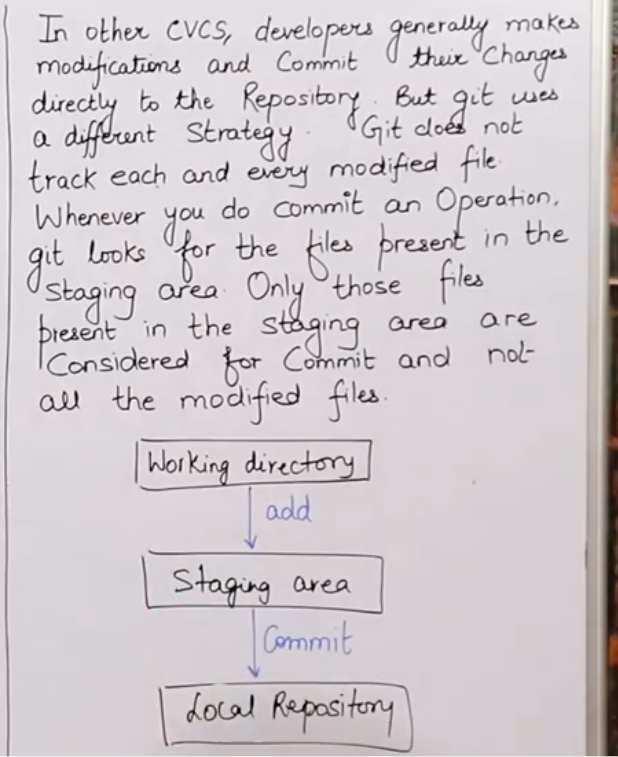 In other CVCS, developers generally makes
modifications and Commit their Changes
directly to the Repository. But git uses
a different Strategy. Git does not
track each and every modified file.
Whenever you do commit an Operation,
git looks for the files present in the
Staging area. Only those files
present in the staging area are
Considered for Commit and not
all the modified files.
Working directory
add
Staging area
Commit
Local Repository